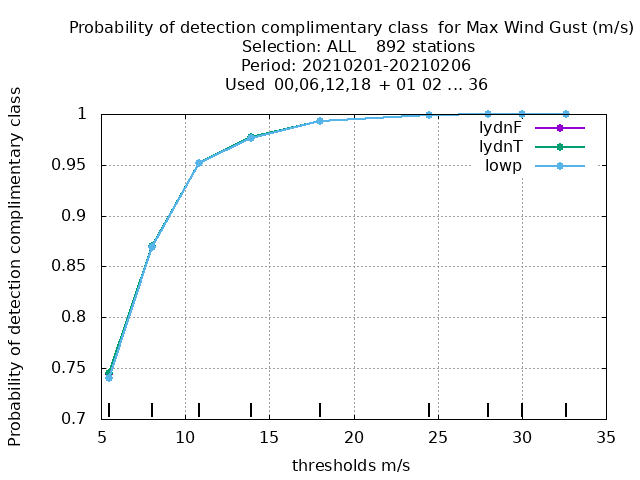 Probability of detection complimentary class  for Max Wind Gust (m/s)
Selection: ALL    892 stations
Period: 20210201-20210206
Used  00,06,12,18  + 01 02 ... 36
Probability of detection complimentary class
1
0.95
0.9
0.85
0.8
0.75
0.7
lydnF
lydnT
lowp
5 10 15 20 25 30 35
thresholds m/s